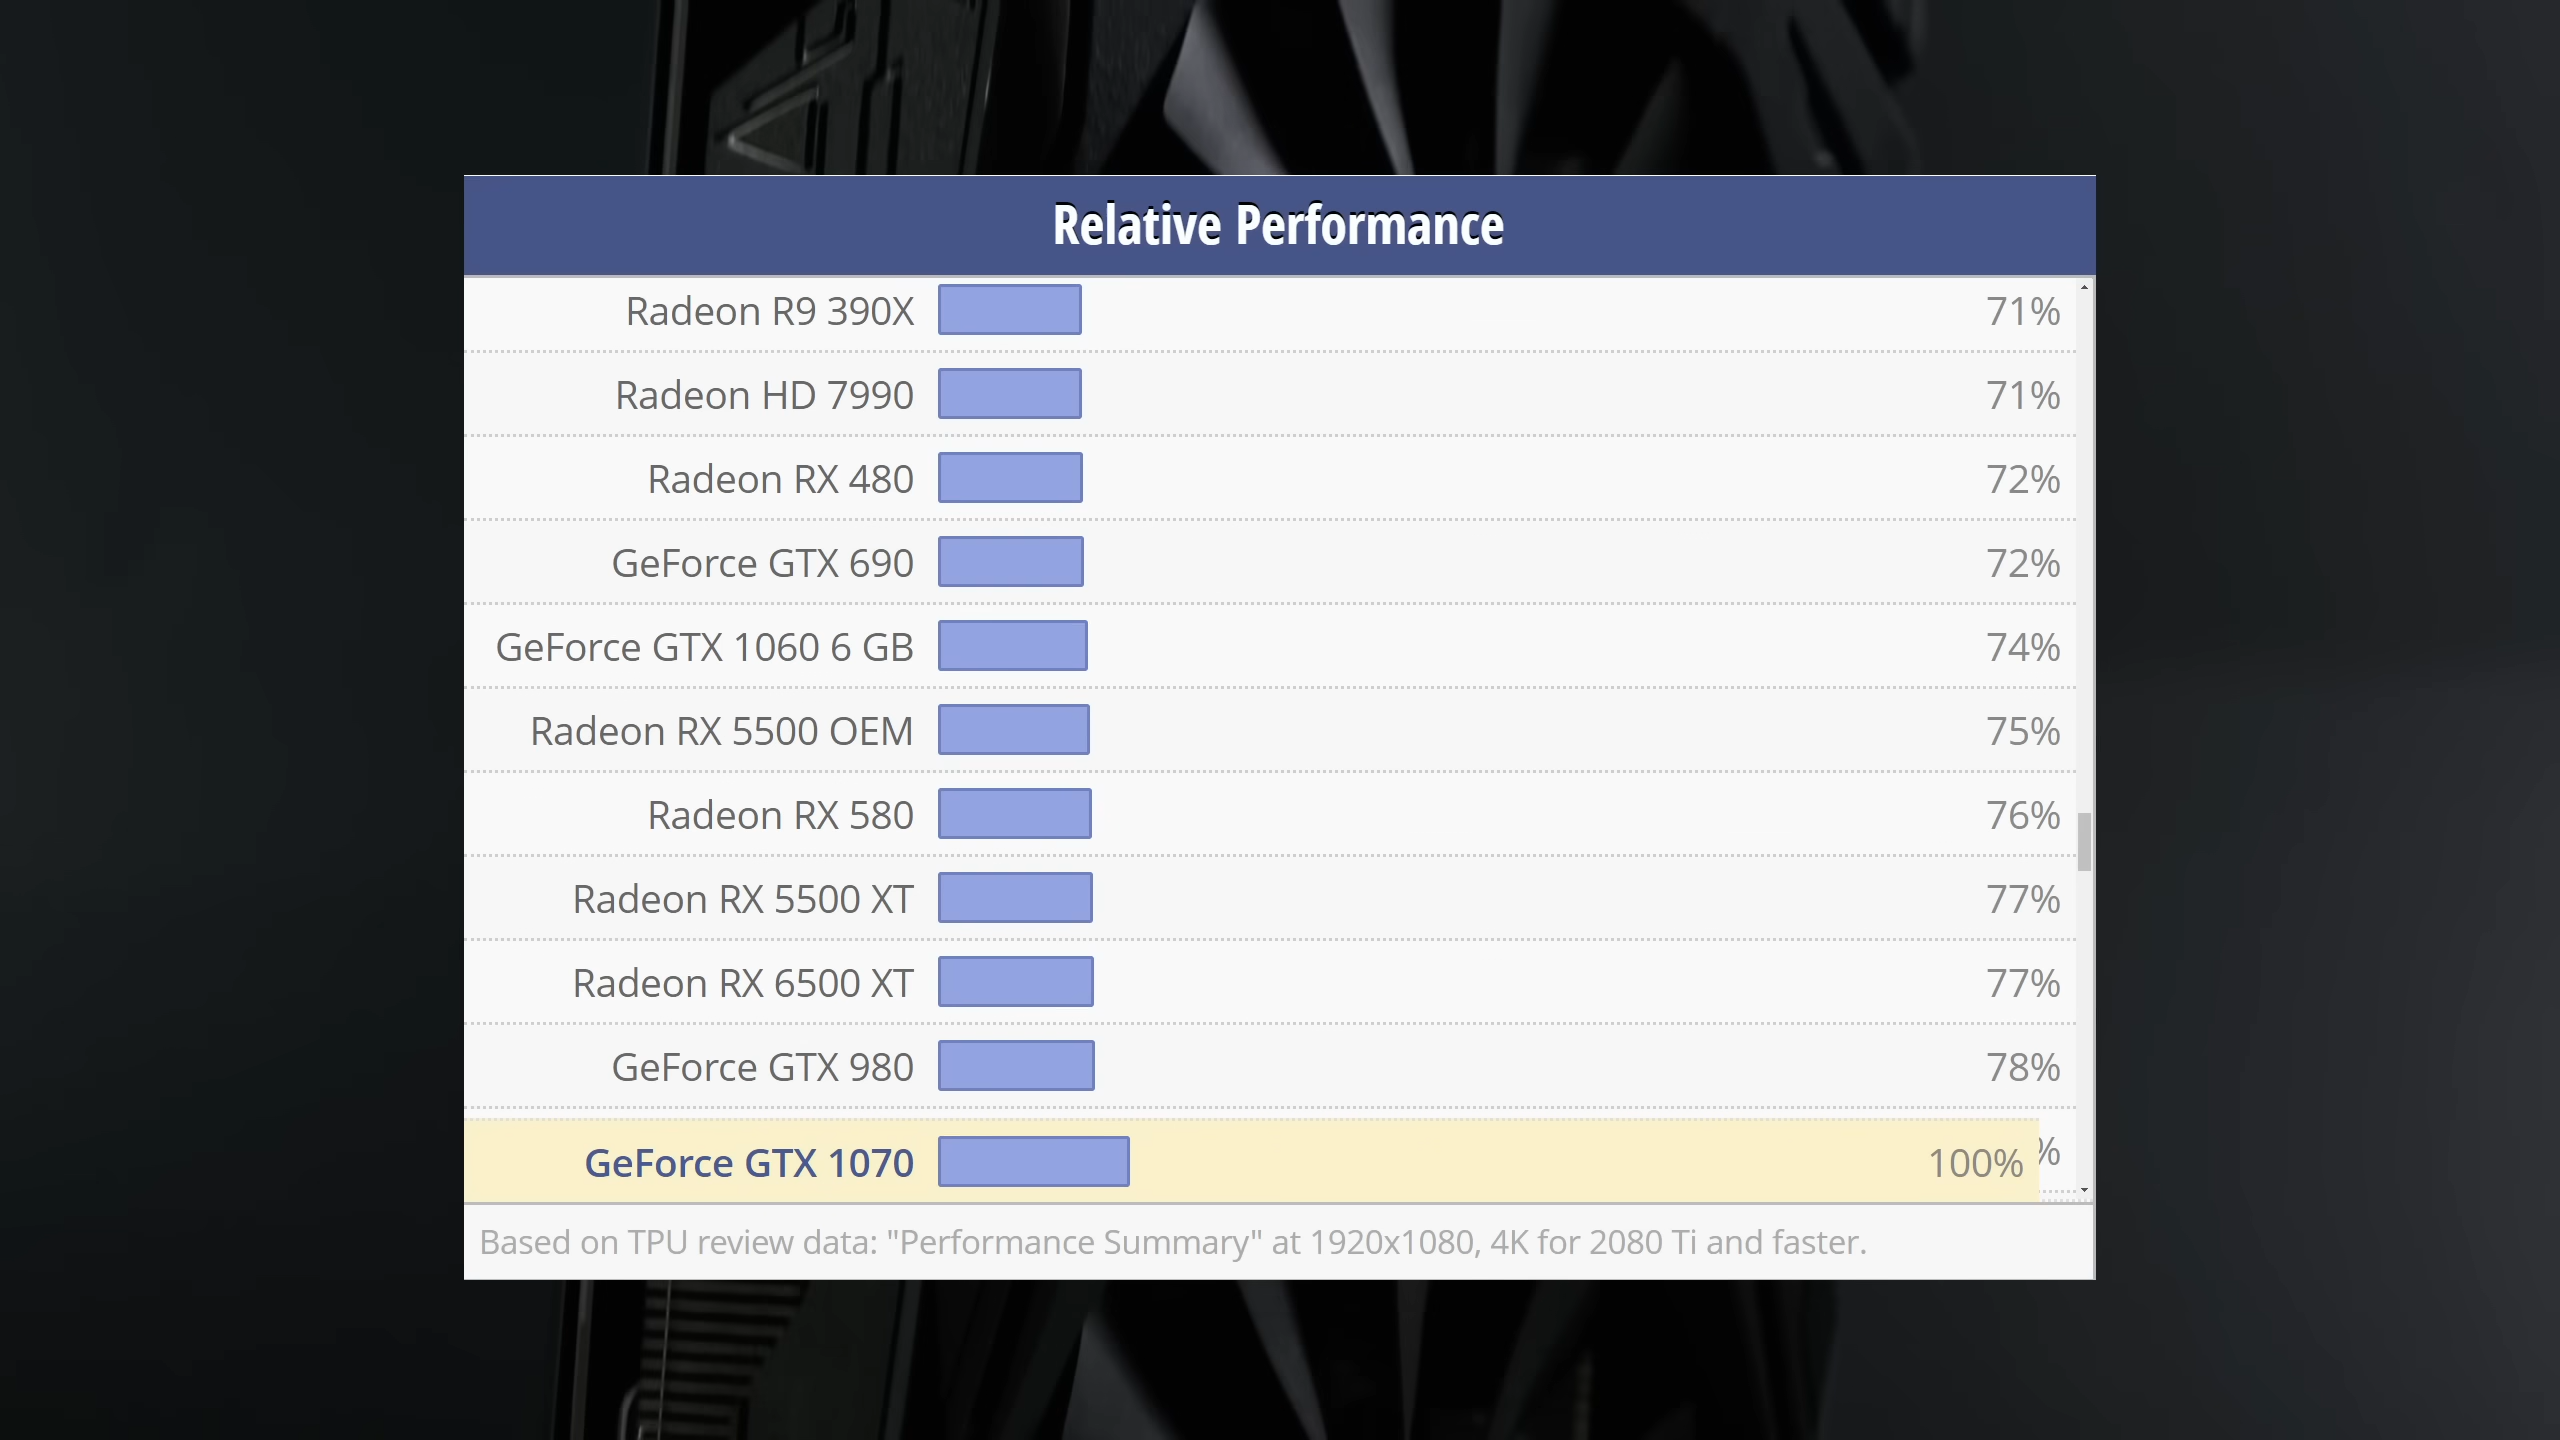 Relative Performance
Radeon R9 390X 71%
Radeon HD 7990 71%
Radeon RX 480 72%
GeForce GTX 690 72%
GeForce GTX 1060 6 GB 74%
Radeon RX 5500 OEM 75%
Radeon RX 580 76%
Radeon RX 5500 XT 77%
Radeon RX 6500 XT 77%
GeForce GTX 980 78%
GeForce GTX 1070 100%
Based on TPU review data: "Performance Summary" at 1920x1080, 4K for 2080 Ti and faster.